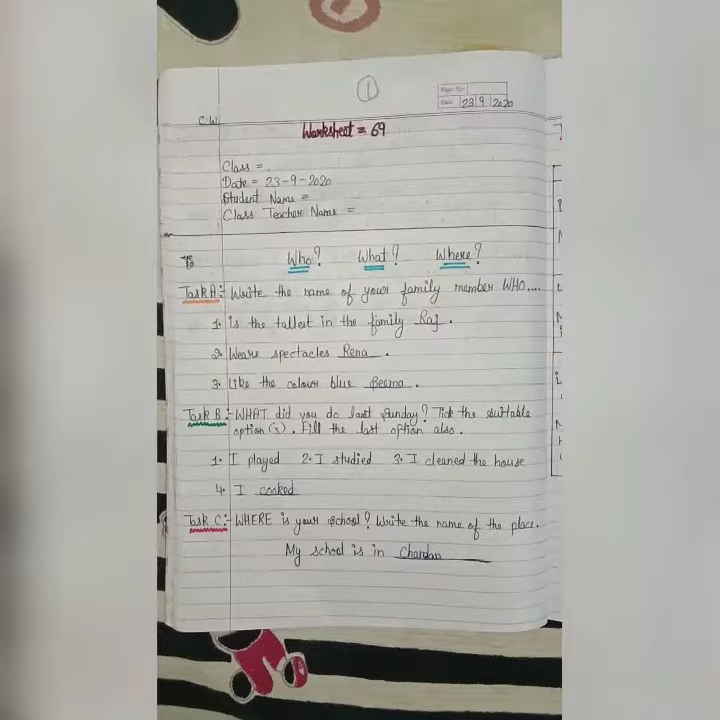 1
Page No.
Date 23 9 2020
C.W.
Worksheet = 69
Class =
Date = 23-9-2020
Student Name =
Class Teacher Name =
Who? What? Where?
Task A:- Write the name of your family member WHO....
1. is the tallest in the family Raj.
2. Wears spectacles Rena.
3. Like the colour blue Seema.
Task B:- WHAT did you do last Sunday? Tick the suitable
option(s). Fill the last option also.
1. I played 2. I studied 3. I cleaned the house
4. I cooked
Task C:- WHERE is your school? Write the name of the place.
My school is in